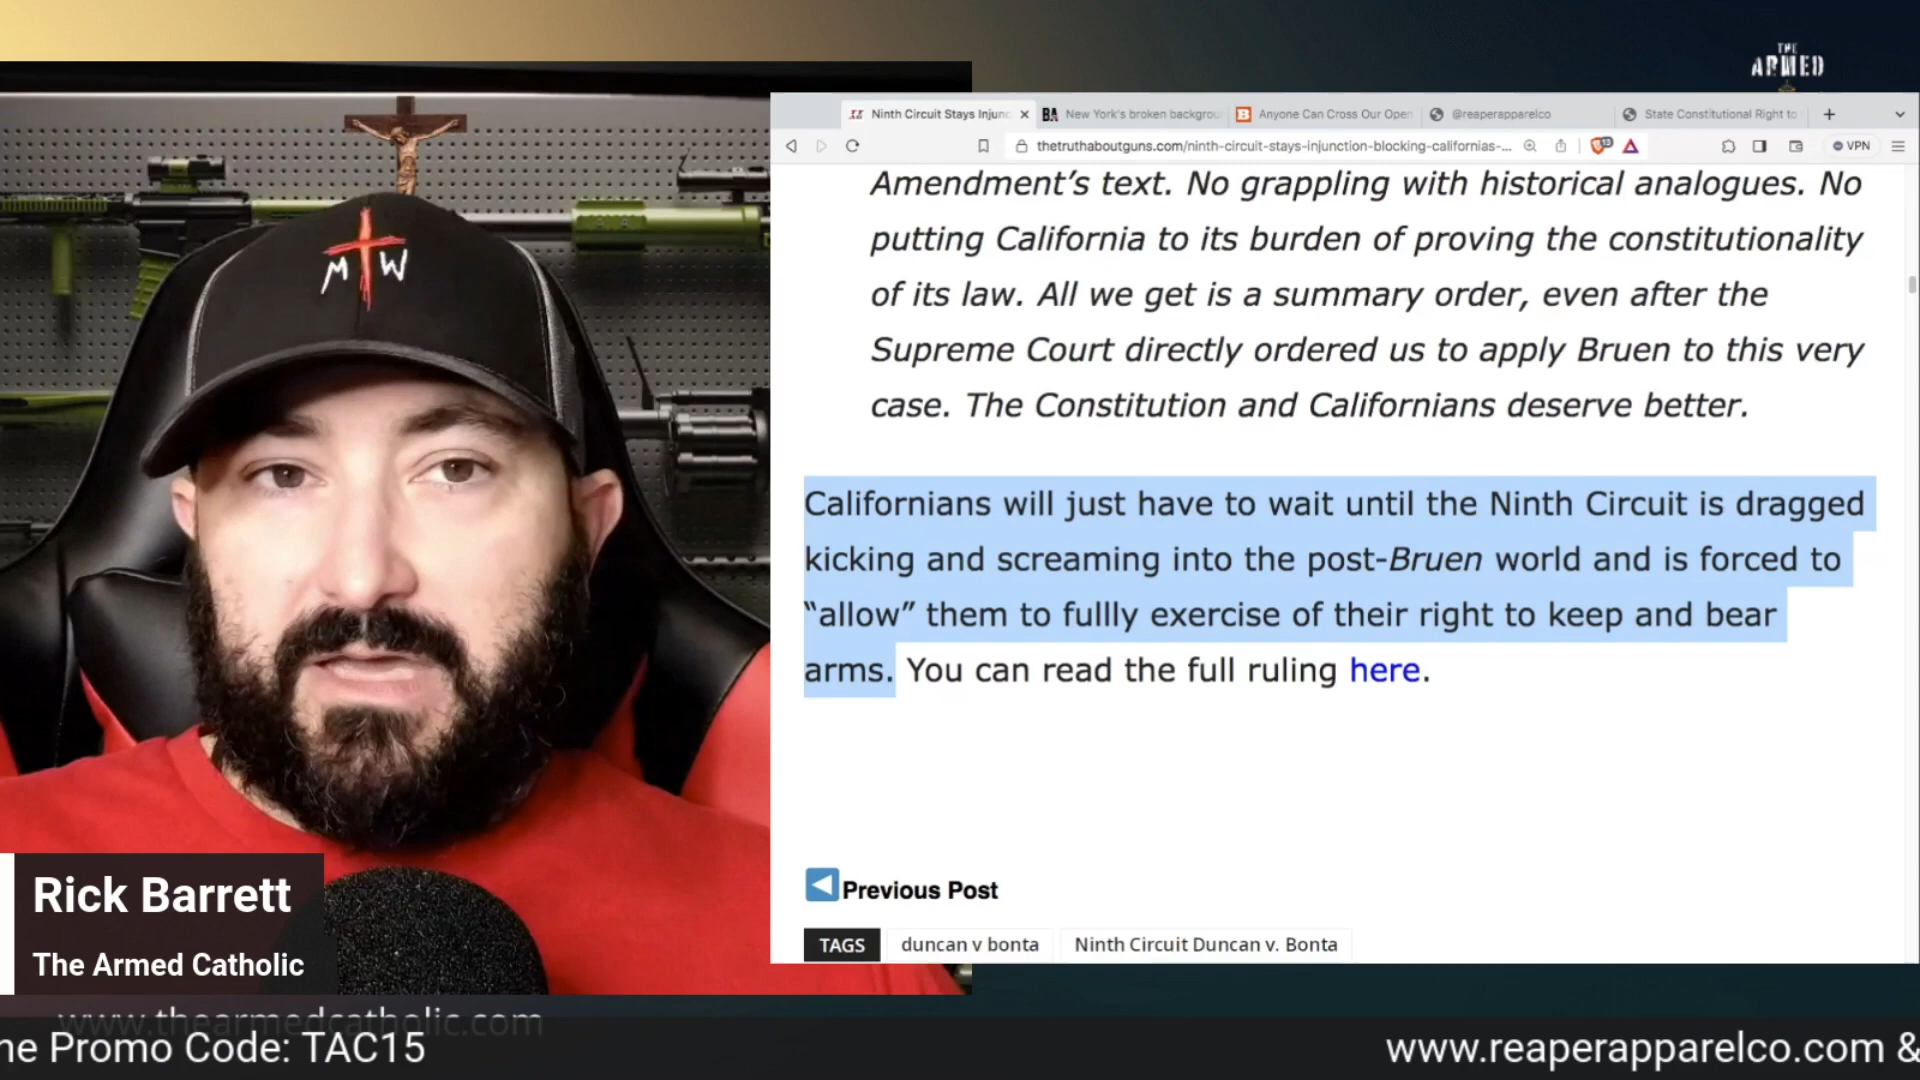 THE
ARMED
Ninth Circuit Stays Injunc
BA New York's broken backgrou
B Anyone Can Cross Our Open
@reaperapparelco
State Constitutional Right to
thetruthaboutguns.com/ninth-circuit-stays-injunction-blocking-californias-...
VPN
M W
Amendment's text. No grappling with historical analogues. No
putting California to its burden of proving the constitutionality
of its law. All we get is a summary order, even after the
Supreme Court directly ordered us to apply Bruen to this very
case. The Constitution and Californians deserve better.
Californians will just have to wait until the Ninth Circuit is dragged
kicking and screaming into the post-Bruen world and is forced to
“allow” them to fullly exercise of their right to keep and bear
arms. You can read the full ruling here.
Previous Post
TAGS duncan v bonta Ninth Circuit Duncan v. Bonta
Rick Barrett
The Armed Catholic
www.thearmedcatholic.com
ne Promo Code: TAC15
www.reaperapparelco.com &